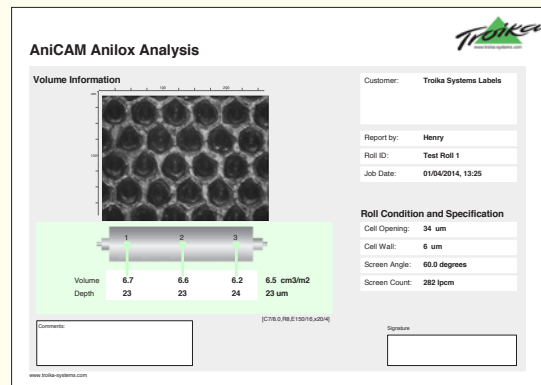 Troika
www.troika-systems.com
AniCAM Anilox Analysis
Volume Information
um
100
200
100
1 2 3
Volume 6.7 6.6 6.2 6.5 cm3/m2
Depth 23 23 24 23 um
[C7/8.0,R8,E150/16,x20/4]
Comments:
www.troika-systems.com
Customer: Troika Systems Labels
Report by: Henry
Roll ID: Test Roll 1
Job Date: 01/04/2014, 13:25
Roll Condition and Specification
Cell Opening: 34 um
Cell Wall: 6 um
Screen Angle: 60.0 degrees
Screen Count: 282 lpcm
Signature